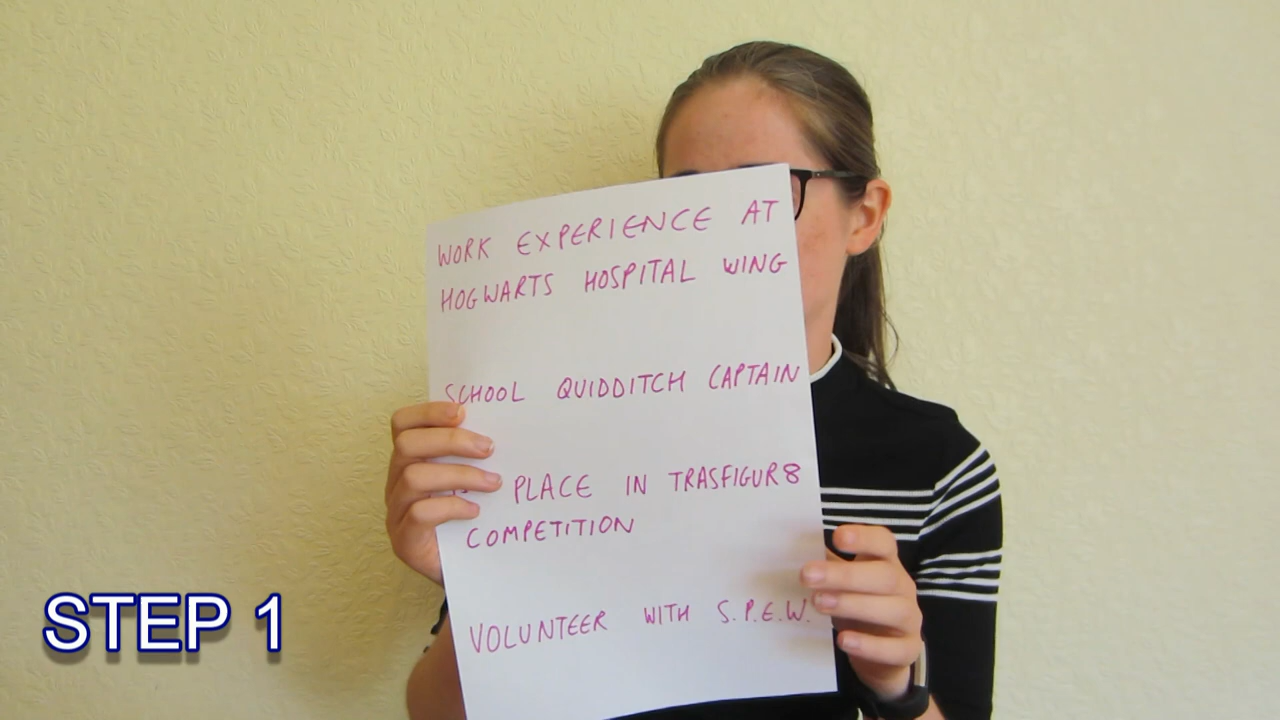 WORK EXPERIENCE AT
HOGWARTS HOSPITAL WING
SCHOOL QUIDDITCH CAPTAIN
PLACE IN TRASFIGUR8
COMPETITION
VOLUNTEER WITH S.P.E.W.
STEP 1